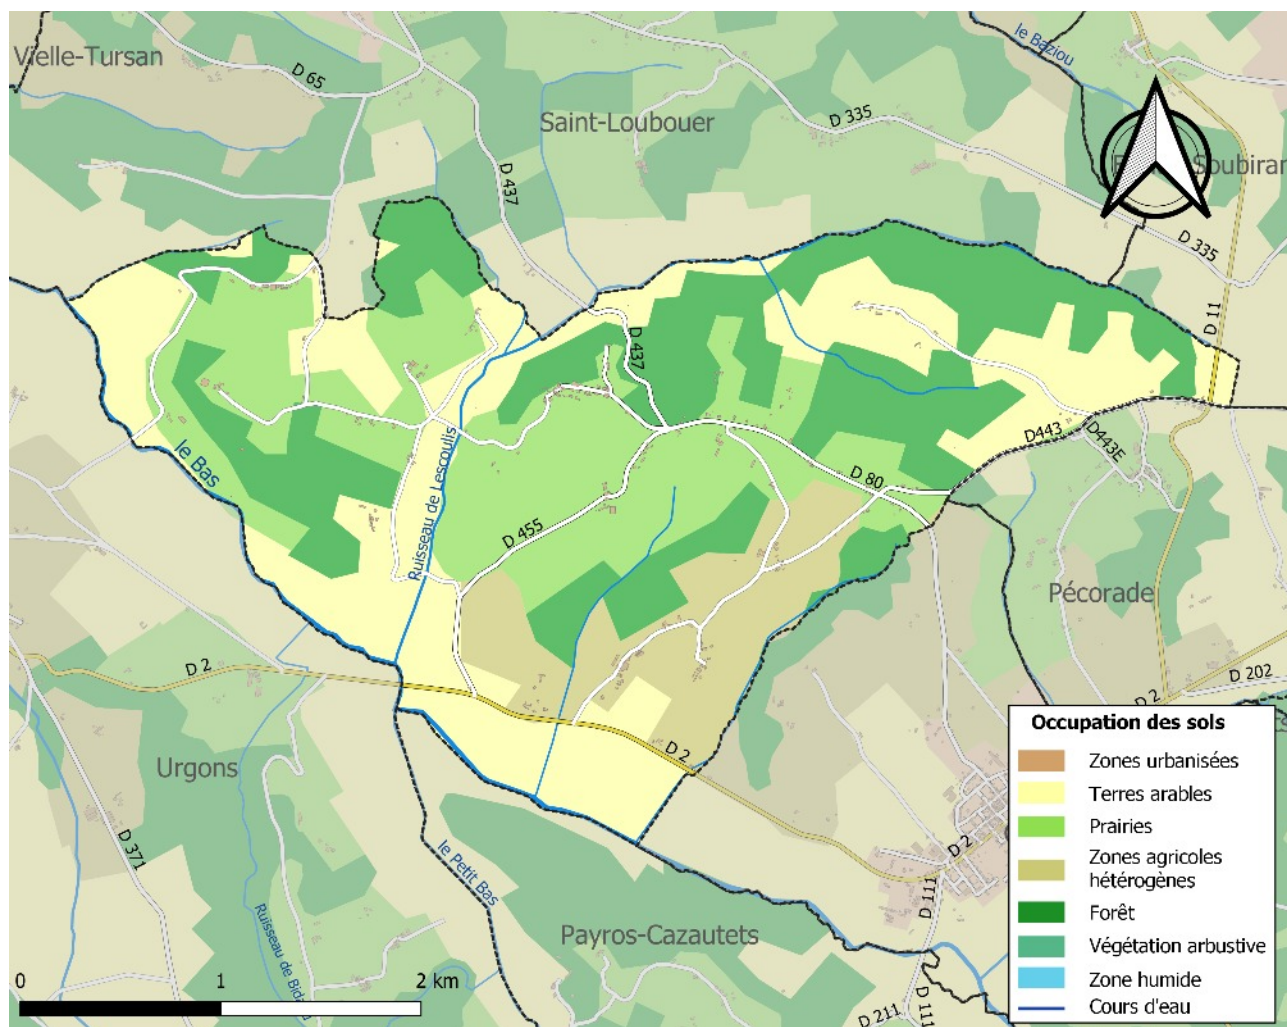 Vielle-Tursan
D 65
Saint-Loubouer
le Baziou
D 335
Soubiran
D 437
D 335
D 11
D 437
le Bas
Ruisseau de Lescoulis
D443
D443E
D 80
D 455
Pécorade
D 2
D 202
D 2
Urgons
D 2
D 371
le Petit Bas
Ruisseau de Bid
Payros-Cazautets
D 2
D 111
D 211
D 111
0 1 2 km
Occupation des sols
Zones urbanisées
Terres arables
Prairies
Zones agricoles
hétérogènes
Forêt
Végétation arbustive
Zone humide
Cours d'eau